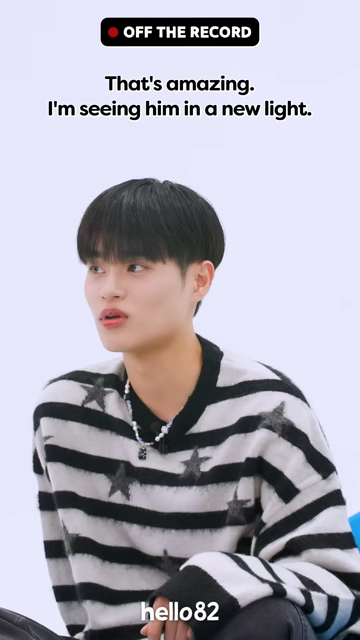 OFF THE RECORD
That's amazing.
I'm seeing him in a new light.
hello82